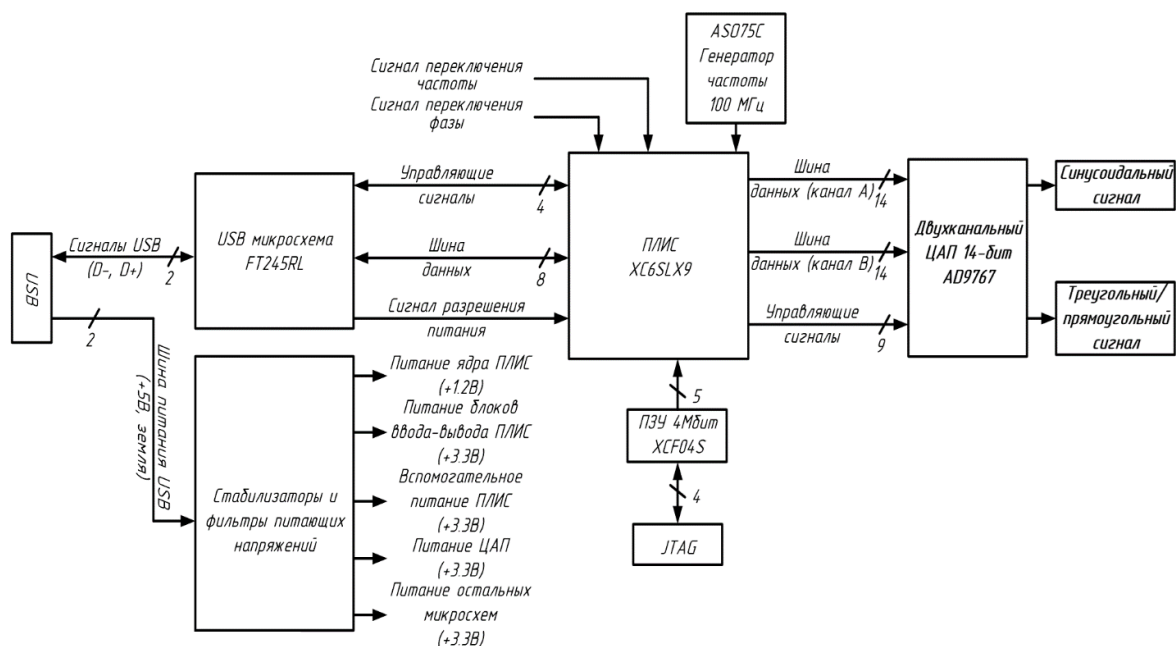 AS075C
Генератор
частоты
100 МГц
Сигнал переключения
частоты
Сигнал переключения
фазы
Управляющие
сигналы
4
Шина
данных
8
Сигнал разрешения
питания
USB микросхема
FT245RL
USB
Сигналы USB
(D-, D+)
2
2
Шина питания USB
(+5В, земля)
ПЛИС
XC6SLX9
Шина
данных (канал А)
14
Шина
данных (канал В)
14
Управляющие
сигналы
9
Двухканальный
ЦАП 14-бит
AD9767
Синусоидальный
сигнал
Треугольный/
прямоугольный
сигнал
Стабилизаторы и
фильтры питающих
напряжений
Питание ядра ПЛИС
(+1.2В)
Питание блоков
ввода-вывода ПЛИС
(+3.3В)
Вспомогательное
питание ПЛИС
(+3.3В)
Питание ЦАП
(+3.3В)
Питание остальных
микросхем
(+3.3В)
5
ПЗУ 4Мбит
XCF04S
4
JTAG